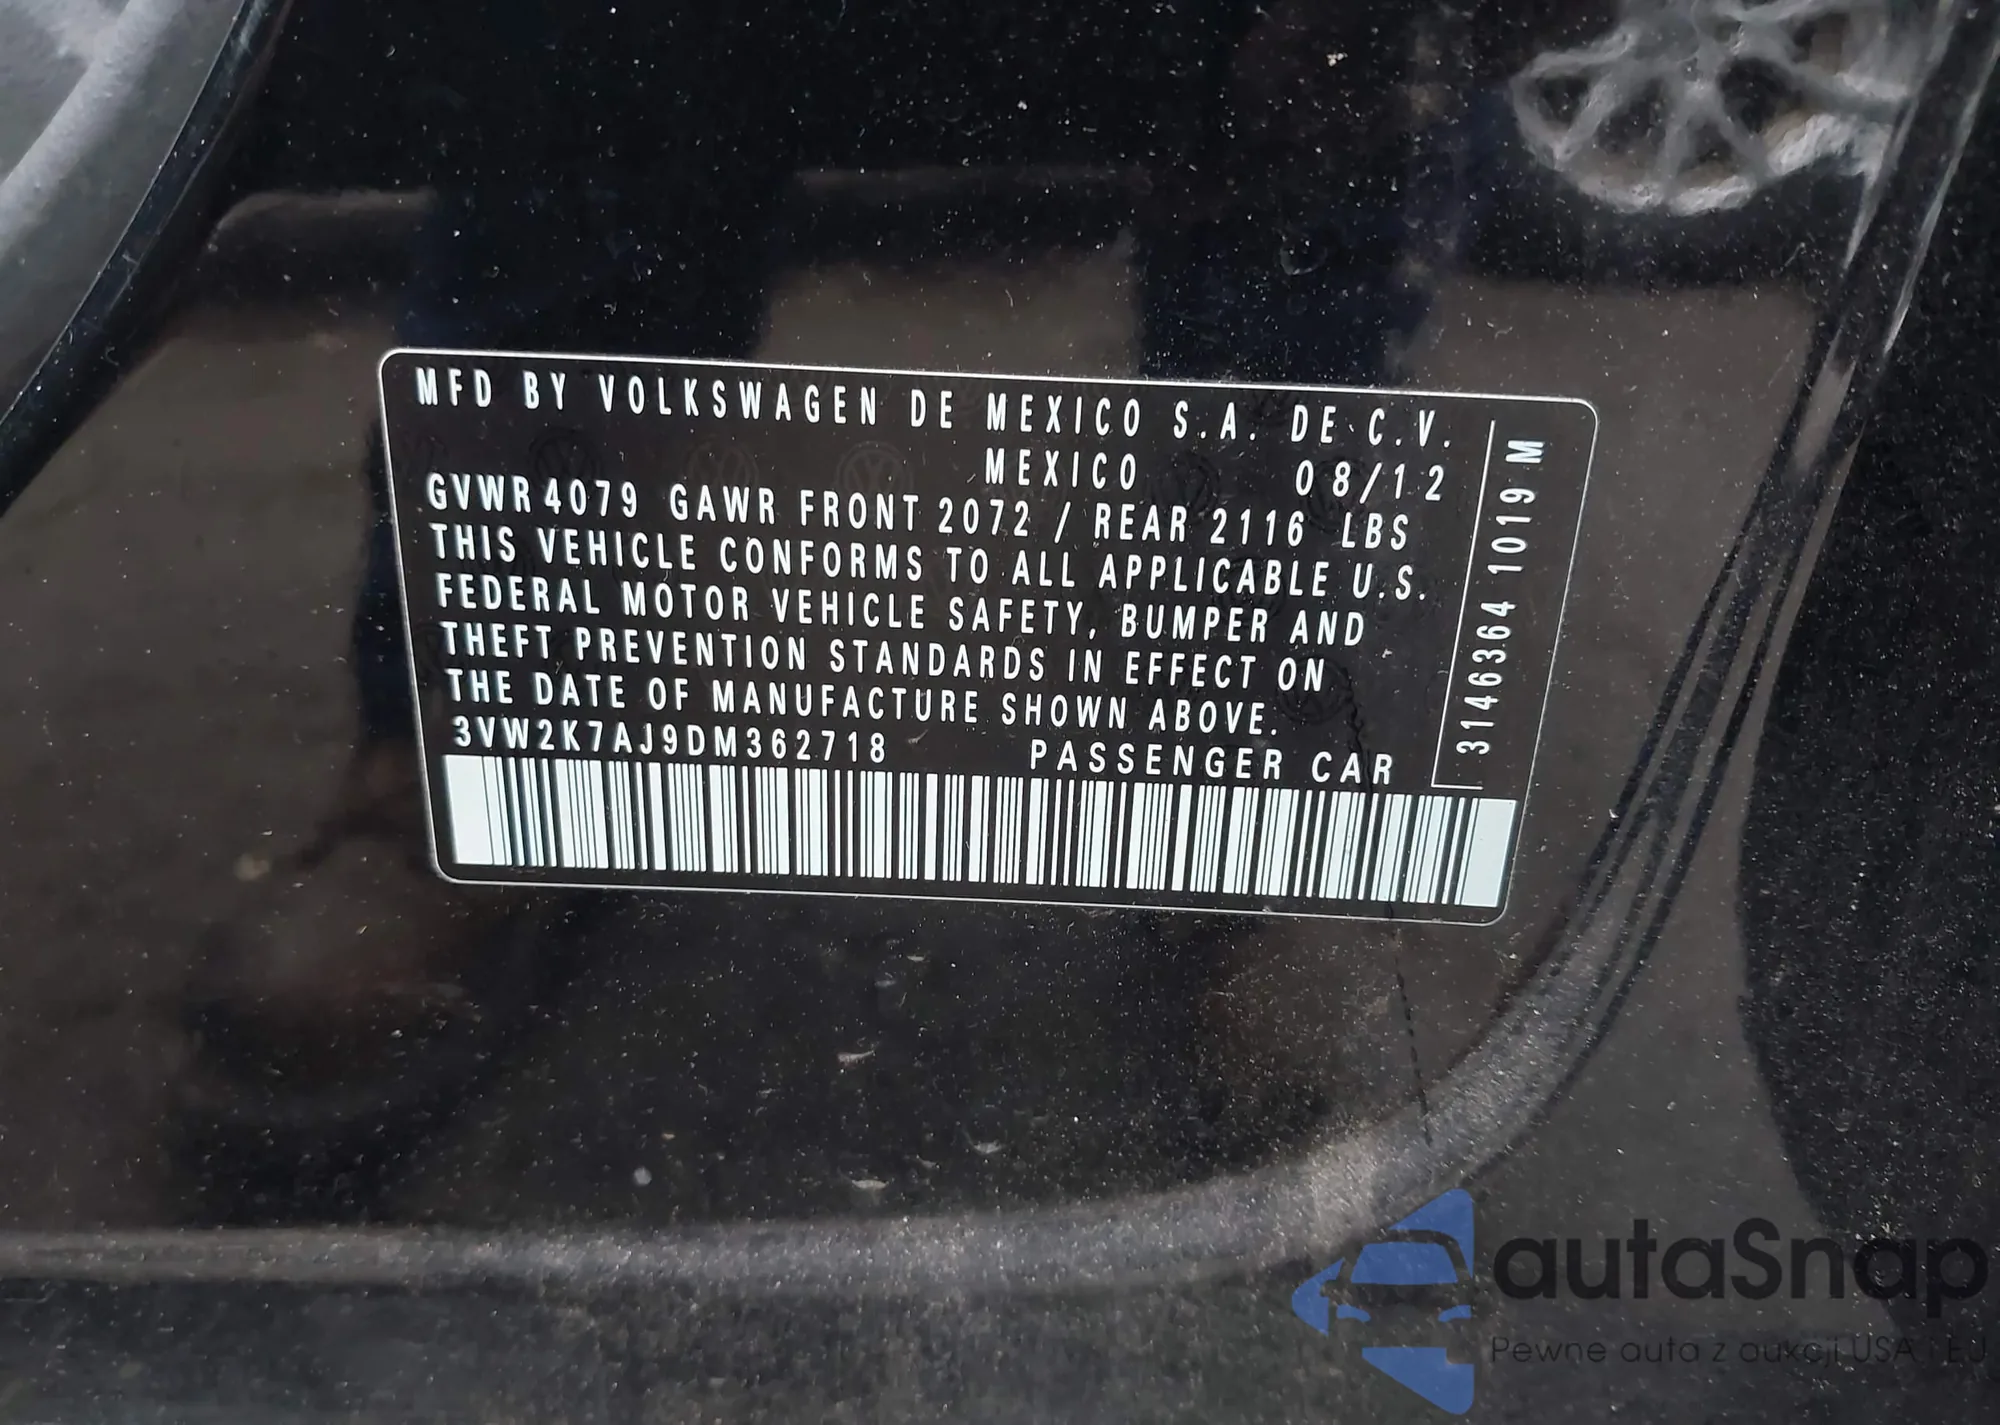 MFD BY VOLKSWAGEN DE MEXICO S.A. DE C.V.
MEXICO 08/12
GVWR 4079 GAWR FRONT 2072 / REAR 2116 LBS
THIS VEHICLE CONFORMS TO ALL APPLICABLE U.S.
FEDERAL MOTOR VEHICLE SAFETY, BUMPER AND
THEFT PREVENTION STANDARDS IN EFFECT ON
THE DATE OF MANUFACTURE SHOWN ABOVE.
3VW2K7AJ9DM362718 PASSENGER CAR
31463364 1019 M
autaSnap
Pewne auta z aukcji USA i EU